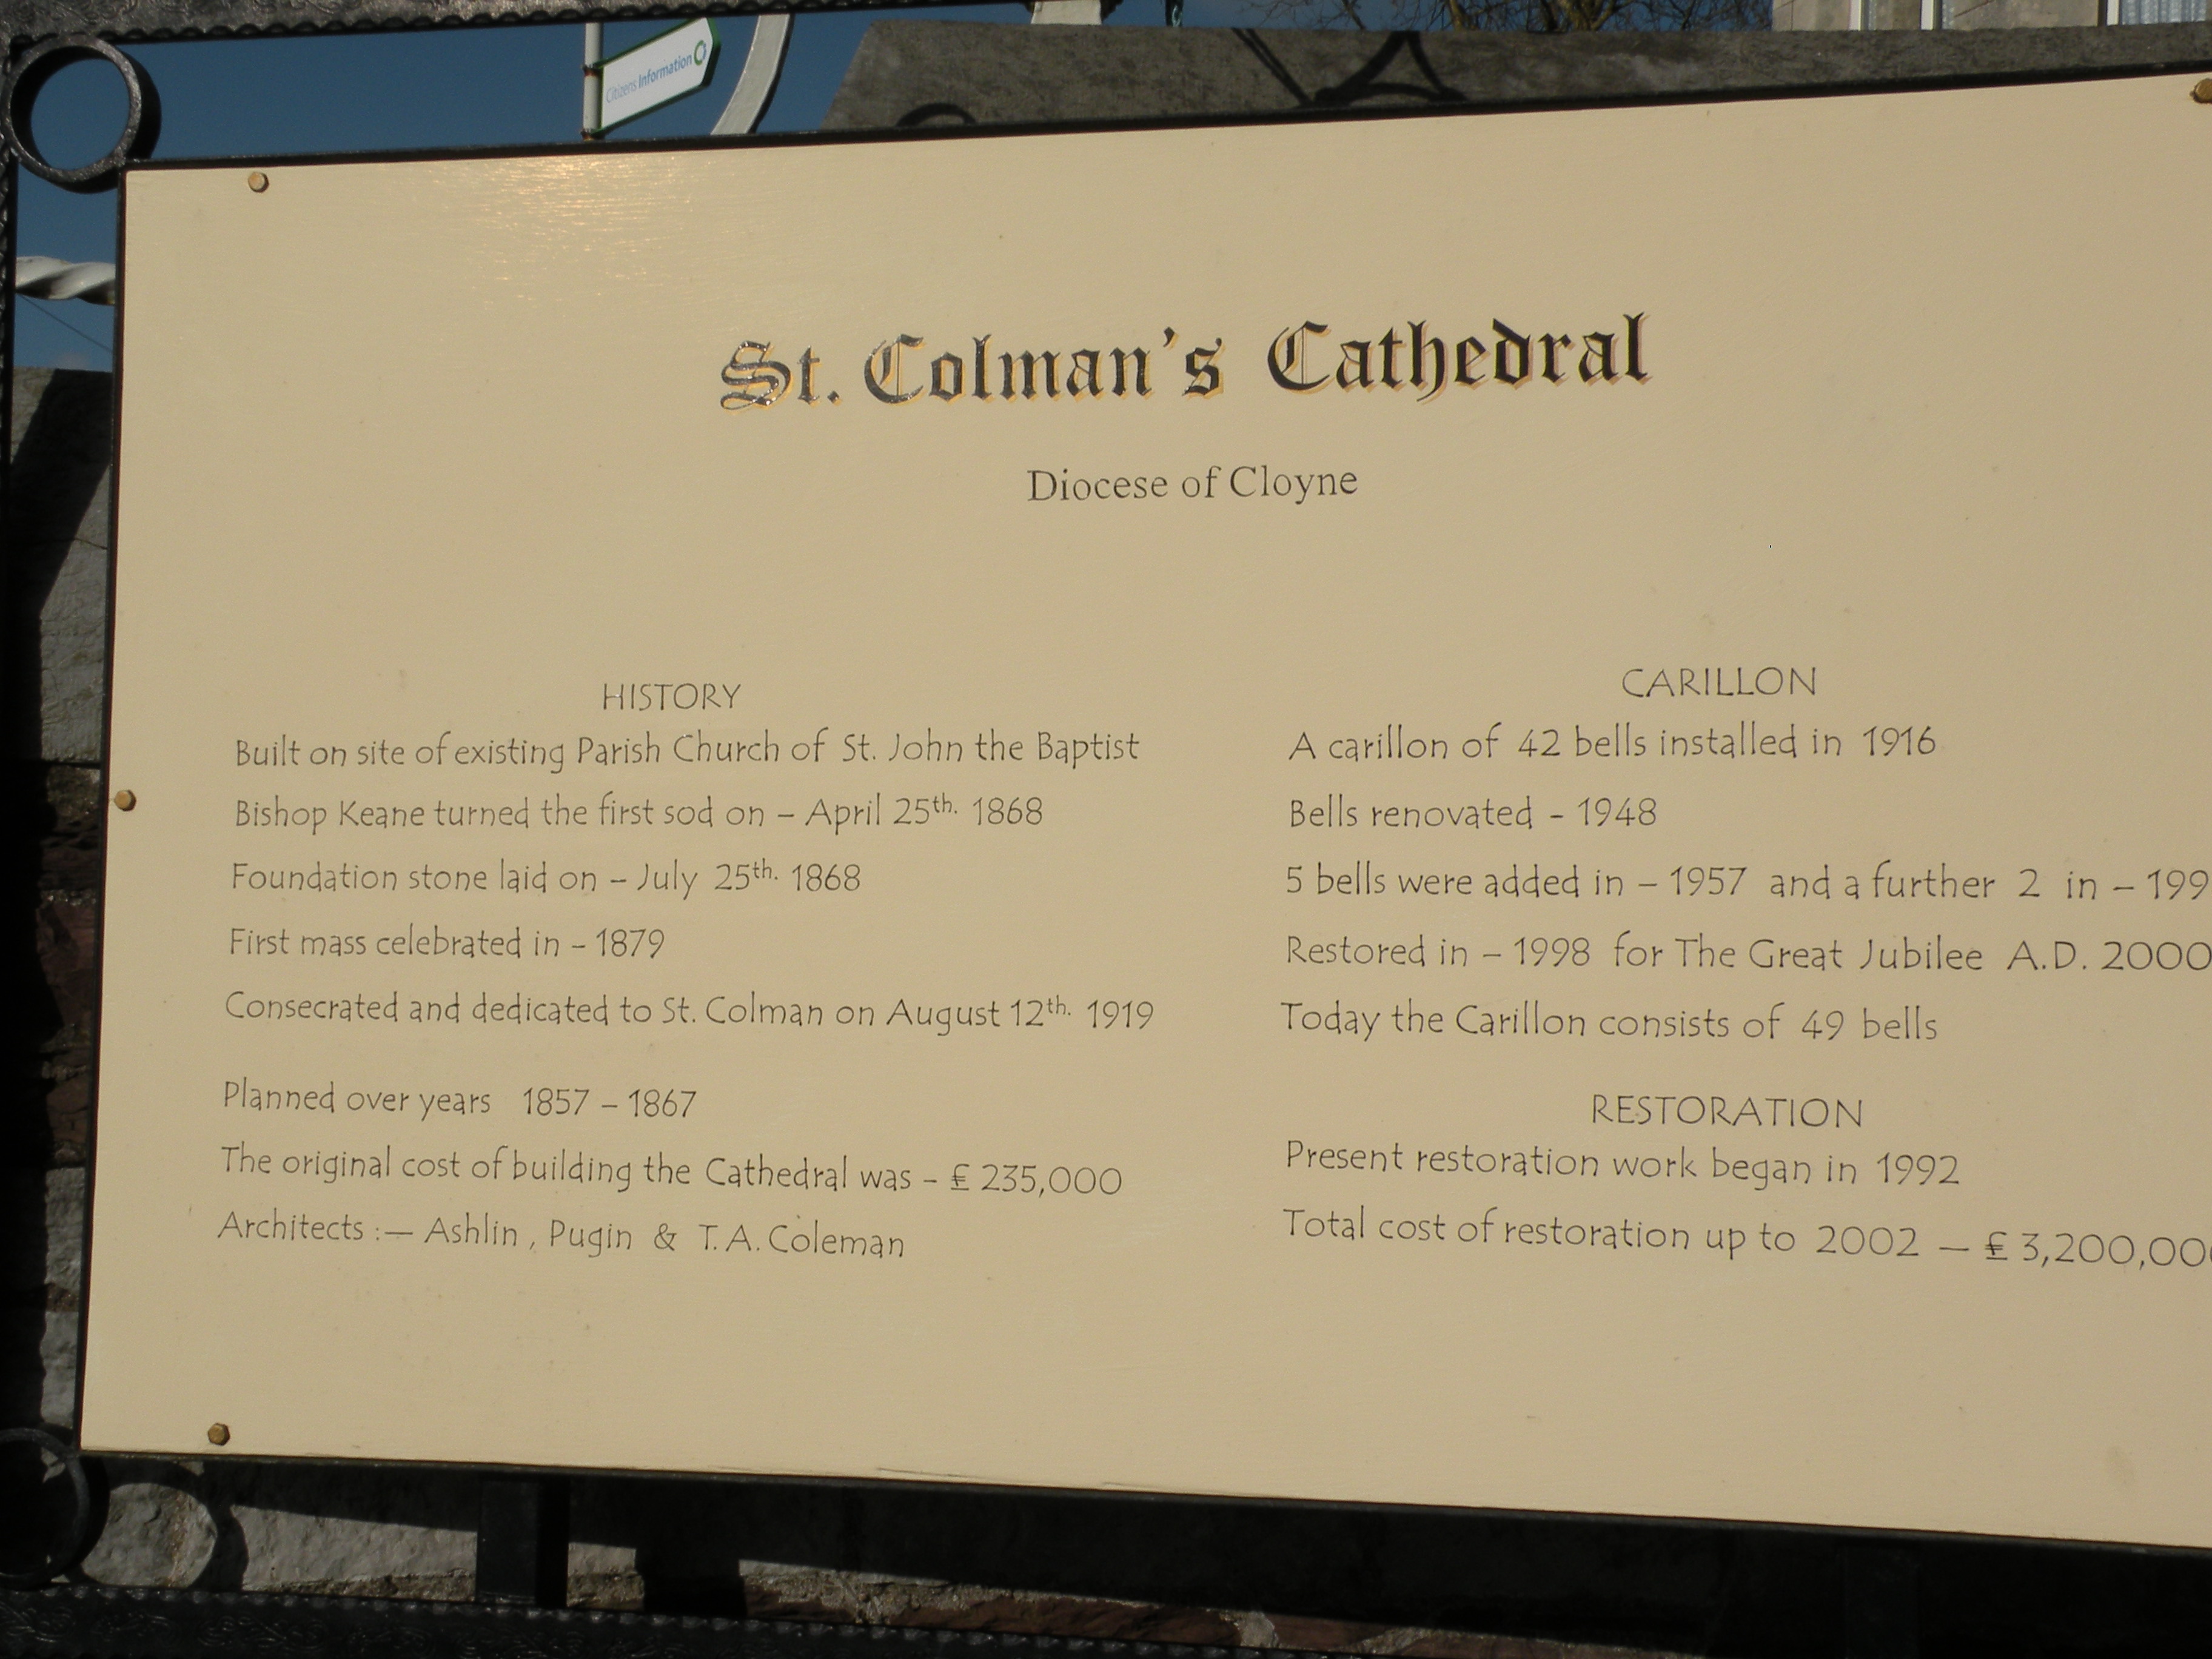 Citizens Information
St. Colman's Cathedral
Diocese of Cloyne
HISTORY
Built on site of existing Parish Church of St. John the Baptist
Bishop Keane turned the first sod on – April 25th. 1868
Foundation stone laid on – July 25th. 1868
First mass celebrated in – 1879
Consecrated and dedicated to St. Colman on August 12th. 1919
Planned over years 1857 – 1867
The original cost of building the Cathedral was – £ 235,000
Architects :— Ashlin , Pugin & T. A. Coleman
CARILLON
A carillon of 42 bells installed in 1916
Bells renovated - 1948
5 bells were added in – 1957 and a further 2 in –
Restored in – 1998 for The Great Jubilee A.D. 2000
Today the Carillon consists of 49 bells
RESTORATION
Present restoration work began in 1992
Total cost of restoration up to 2002 — £